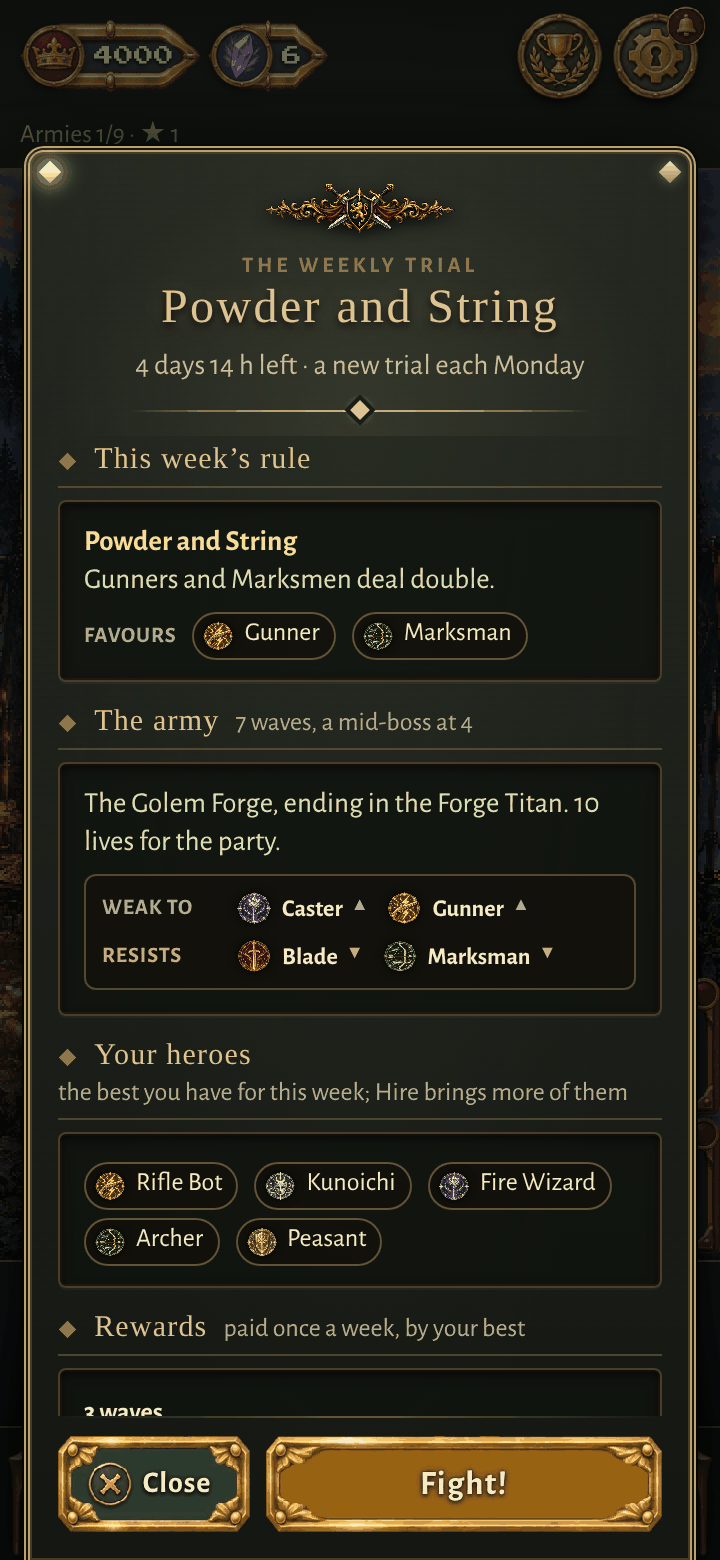 4000
6
Armies 1/9 · ★ 1
THE WEEKLY TRIAL
Powder and String
4 days 14 h left · a new trial each Monday
This week’s rule
Powder and String
Gunners and Marksmen deal double.
FAVOURS Gunner Marksman
The army 7 waves, a mid-boss at 4
The Golem Forge, ending in the Forge Titan. 10
lives for the party.
WEAK TO Caster ▲ Gunner ▲
RESISTS Blade ▼ Marksman ▼
Your heroes
the best you have for this week; Hire brings more of them
Rifle Bot Kunoichi Fire Wizard
Archer Peasant
Rewards paid once a week, by your best
3 waves
Close Fight!